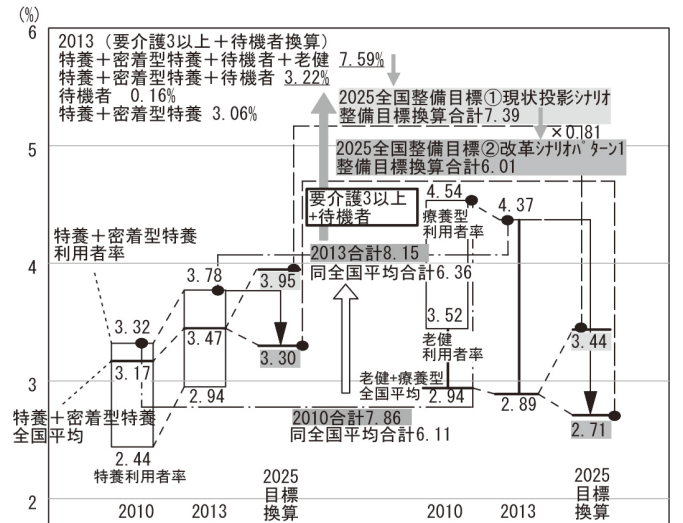 (%)
6
2013（要介護3以上＋待機者換算）
特養＋密着型特養＋待機者＋老健 7.59%
特養＋密着型特養＋待機者 3.22%
待機者 0.16%
特養＋密着型特養 3.06%
2025全国整備目標①現状投影シナリオ
整備目標換算合計7.39
×0.81
5
2025全国整備目標②改革シナリオパターン1
整備目標換算合計6.01
要介護3以上
＋待機者
4.54
療養型
利用者率
4.37
特養＋密着型特養
利用者率
2013合計8.15
同全国平均合計6.36
4
3.78
3.95
3.52
老健
利用者率
3.32
3.47
3.30
3.44
3.17
老健+療養型
全国平均
3
2.94
2.94
2.89
2.71
特養＋密着型特養
全国平均
2010合計7.86
同全国平均合計6.11
2.44
特養利用者率
2
2010
2013
2025
目標
換算
2010
2013
2025
目標
換算